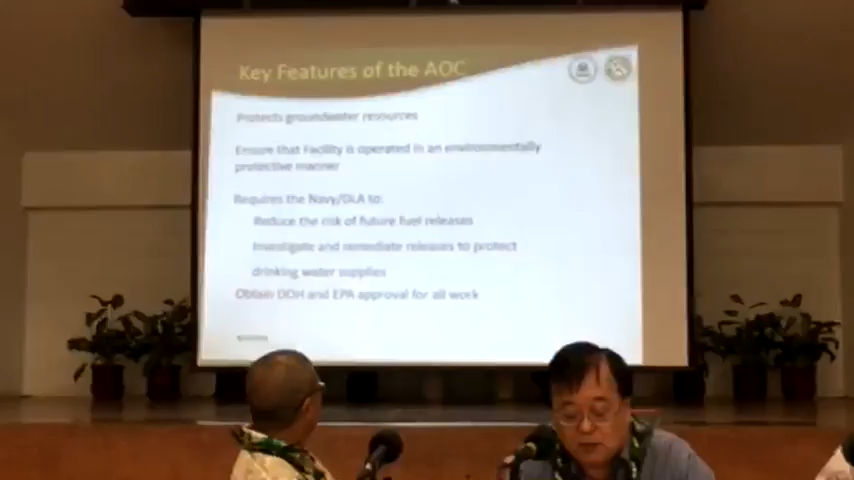 Key Features of the AOC
Protects groundwater resources
Ensure that Facility is operated in an environmentally
protective manner
Requires the Navy/DLA to:
Reduce the risk of future fuel releases
Investigate and remediate releases to protect
drinking water supplies
Obtain DOH and EPA approval for all work